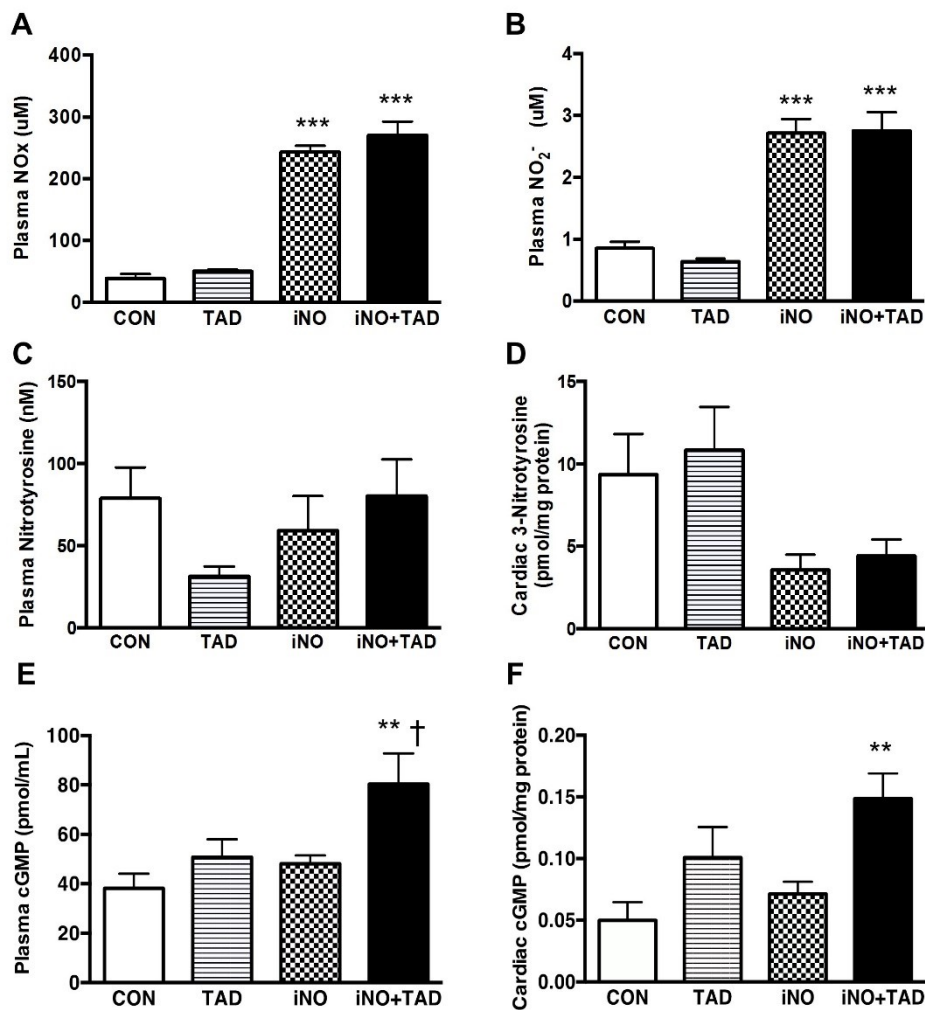 A
Plasma NOx (uM)
400
300
200
100
0
***
***
CON TAD iNO iNO+TAD
B
Plasma NO₂⁻ (uM)
4
3
2
1
0
***
***
CON TAD iNO iNO+TAD
C
Plasma Nitrotyrosine (nM)
150
100
50
0
CON TAD iNO iNO+TAD
D
Cardiac 3-Nitrotyrosine
(pmol/mg protein)
15
10
5
0
CON TAD iNO iNO+TAD
E
Plasma cGMP (pmol/mL)
100
80
60
40
20
0
** †
CON TAD iNO iNO+TAD
F
Cardiac cGMP (pmol/mg protein)
0.20
0.15
0.10
0.05
0.00
**
CON TAD iNO iNO+TAD